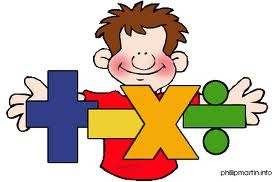 + - X ÷
phillipmartin.info